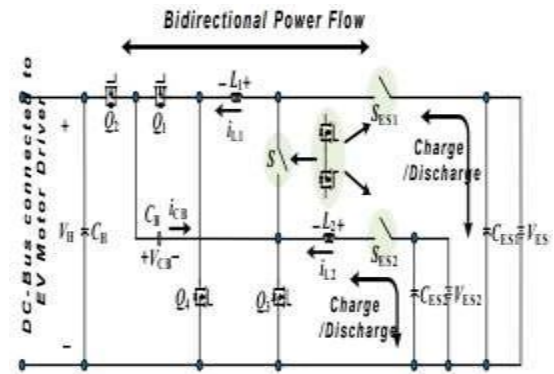 Bidirectional Power Flow
DC-Bus connected to
EV Motor Driver
Q2
Q1
-L1+
iL1
SES1
Charge
/Discharge
S
+
VH
CH
CB
iCB
+VCB-
-L2+
iL2
SES2
CES1
VES
Q4
Q3
Charge
/Discharge
CES2
VES2
-